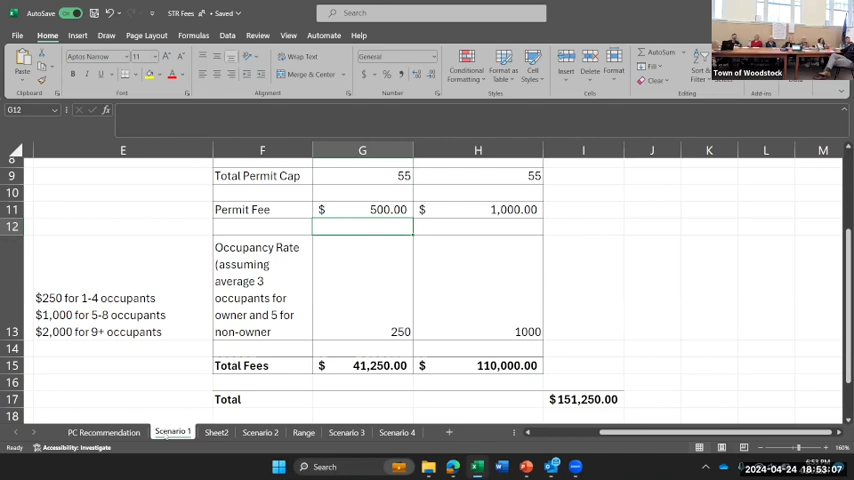 AutoSave On STR Fees • Saved Search
File Home Insert Draw Page Layout Formulas Data Review View Automate
Paste Aptos Narrow 11 A A Wrap Text General Conditional Formatting Format as Table Cell Styles Insert Delete Format AutoSum Sort
B I U Merge & Center $ % Fill
Clear
Clipboard Font Alignment Number Styles Cells Add-ins
Town of Woodstock
G12 fx
E F G H I J K L M
9 Total Permit Cap 55 55
10
11 Permit Fee $ 500.00 $ 1,000.00
12
Occupancy Rate
(assuming
average 3
$250 for 1-4 occupants occupants for
$1,000 for 5-8 occupants owner and 5 for
13 $2,000 for 9+ occupants non-owner 250 1000
14
15 Total Fees $ 41,250.00 $ 110,000.00
16
17 Total $151,250.00
18
PC Recommendation Scenario 1 Sheet2 Scenario 2 Range Scenario 3 Scenario 4 +
Ready Accessibility: Investigate 160%
Search 2024-04-24 18:53:07